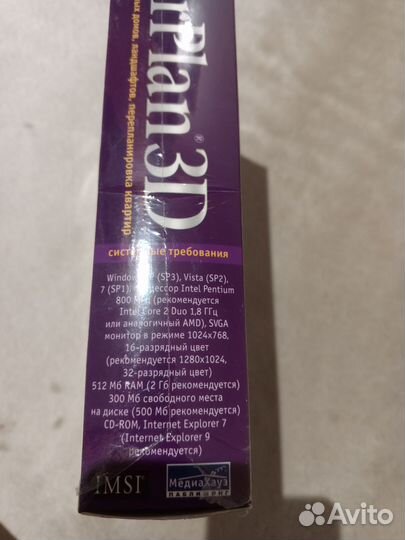 rPlan 3D®
ых домов, ландшафтов, перепланировка квартир
системные требования
Windows XP (SP3), Vista (SP2),
7 (SP1), процессор Intel Pentium
800 МГц (рекомендуется
Intel Core 2 Duo 1,8 ГГц
или аналогичный AMD), SVGA
монитор в режиме 1024x768,
16-разрядный цвет
(рекомендуется 1280x1024,
32-разрядный цвет)
512 Мб RAM (2 Гб рекомендуется)
300 Мб свободного места
на диске (500 Мб рекомендуется)
CD-ROM, Internet Explorer 7
(Internet Explorer 9
рекомендуется)
IMSI
МедиаХауз
ПАБЛИШИНГ
Avito